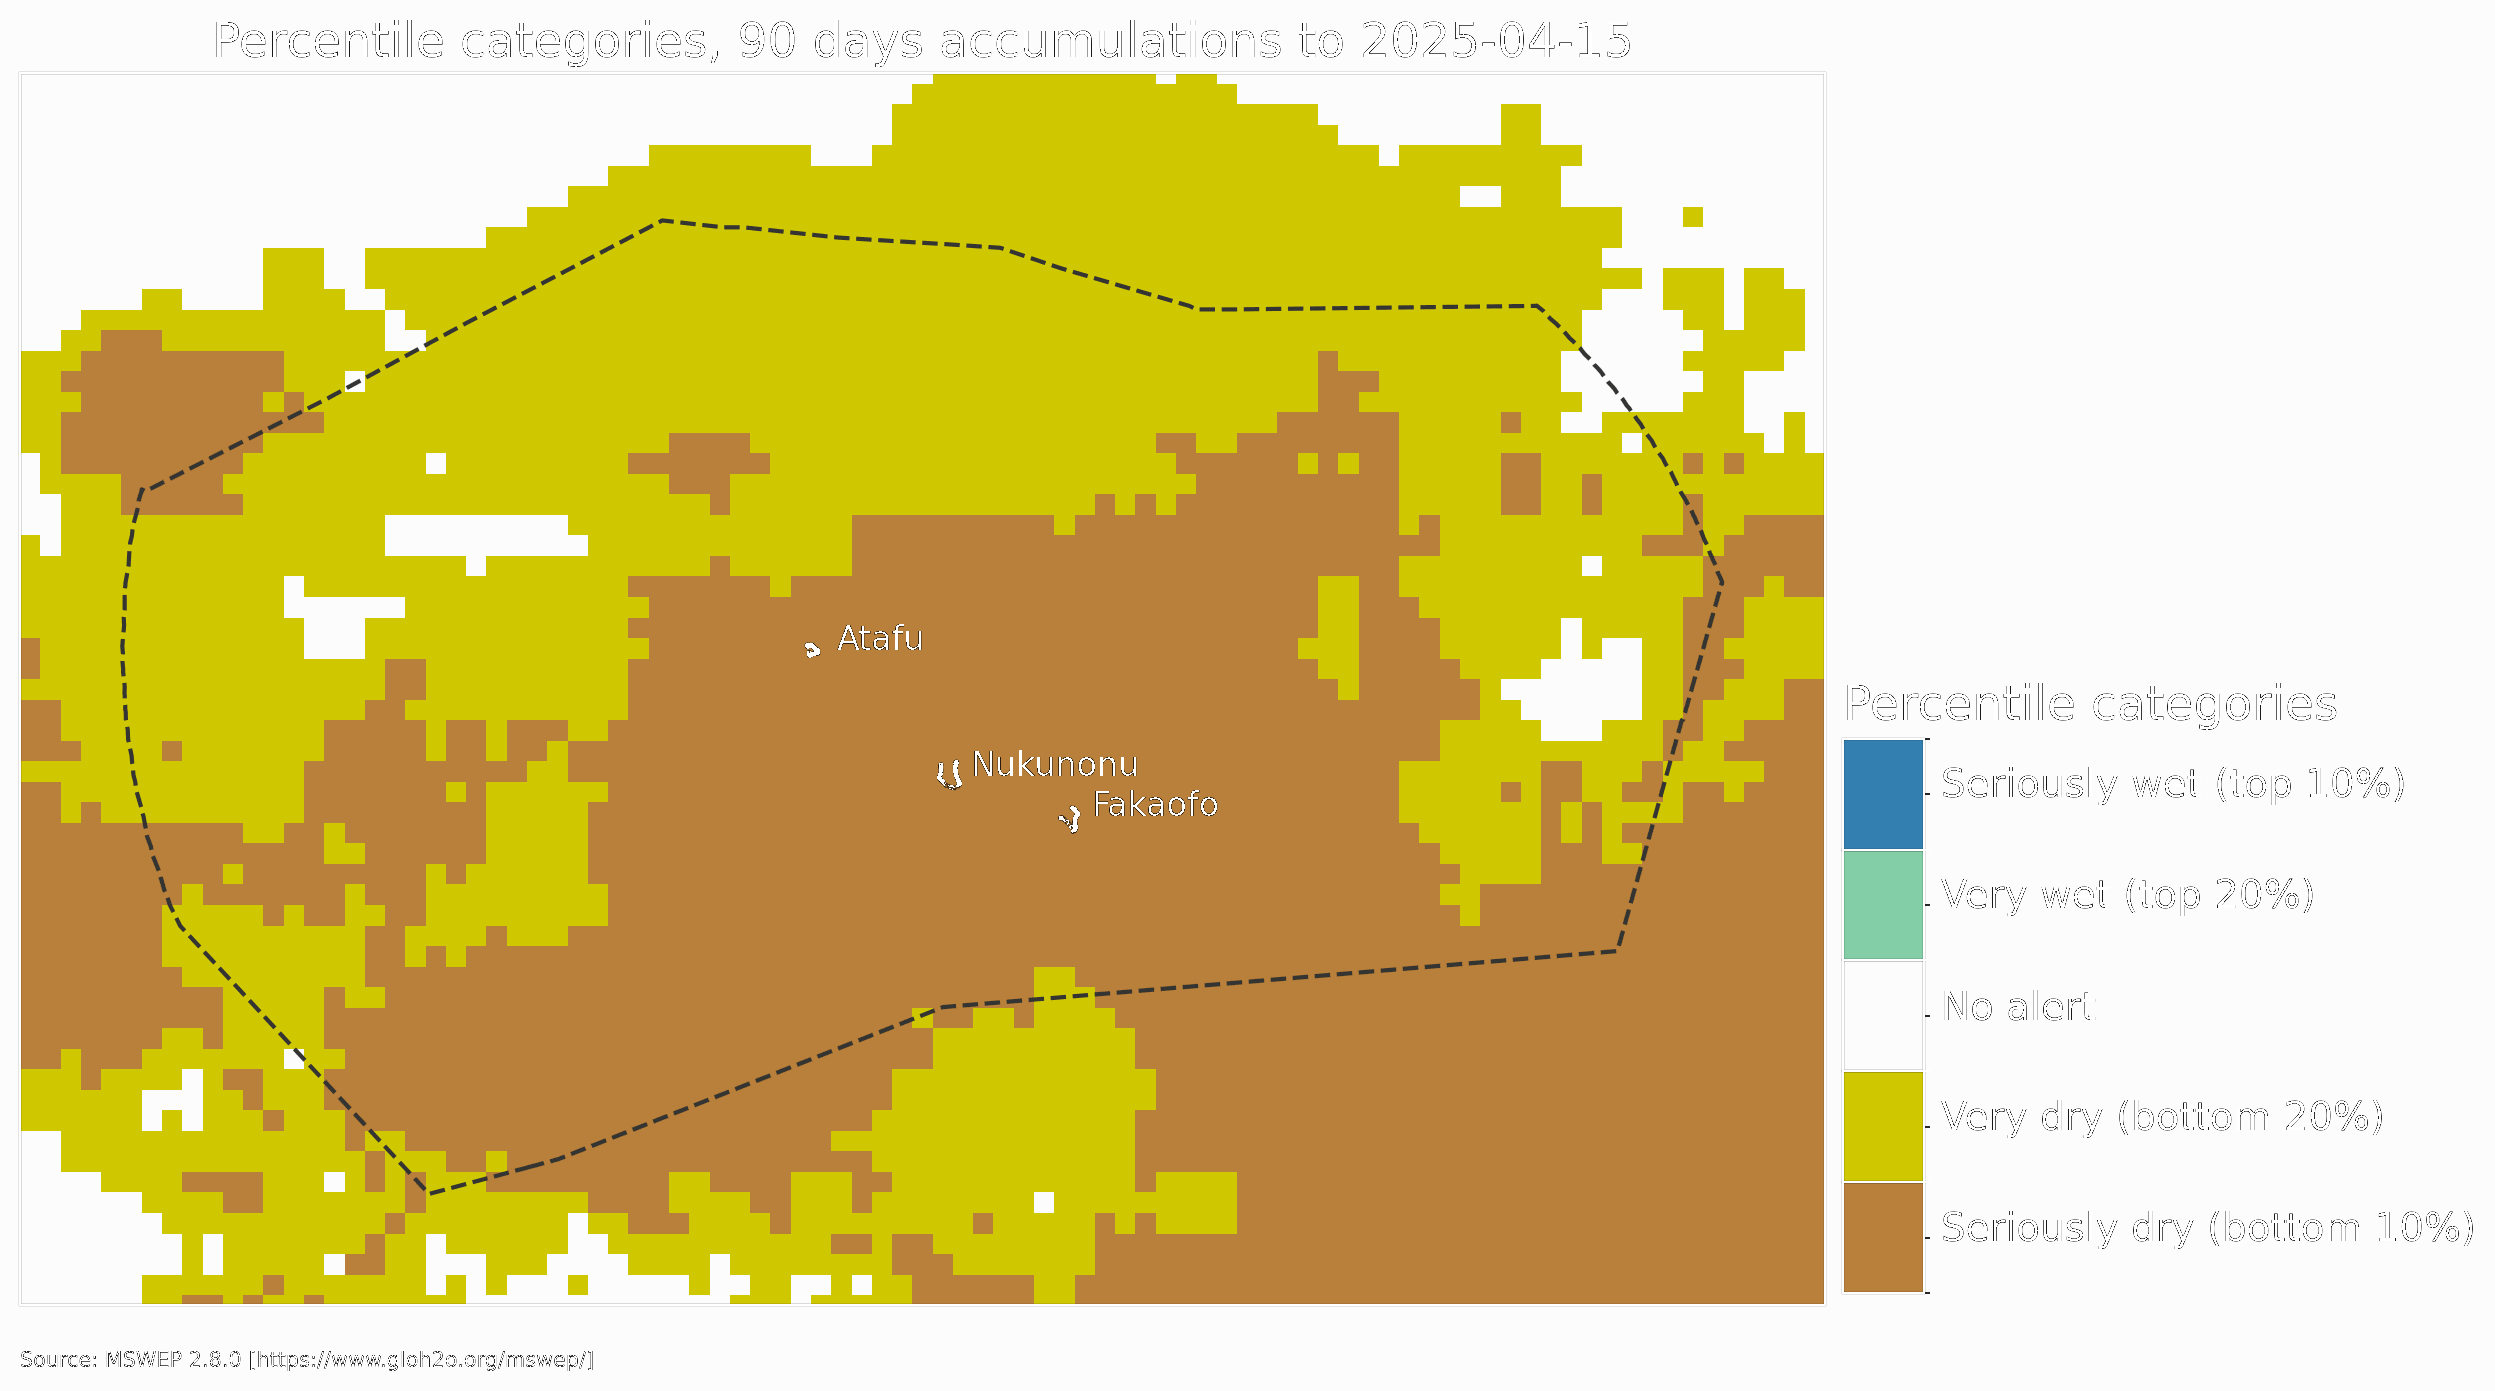 Percentile categories, 90 days accumulations to 2025-04-15
Atafu
Nukunonu
Fakaofo
Percentile categories
Seriously wet (top 10%)
Very wet (top 20%)
No alert
Very dry (bottom 20%)
Seriously dry (bottom 10%)
Source: MSWEP 2.8.0 [https://www.gloh2o.org/mswep/]